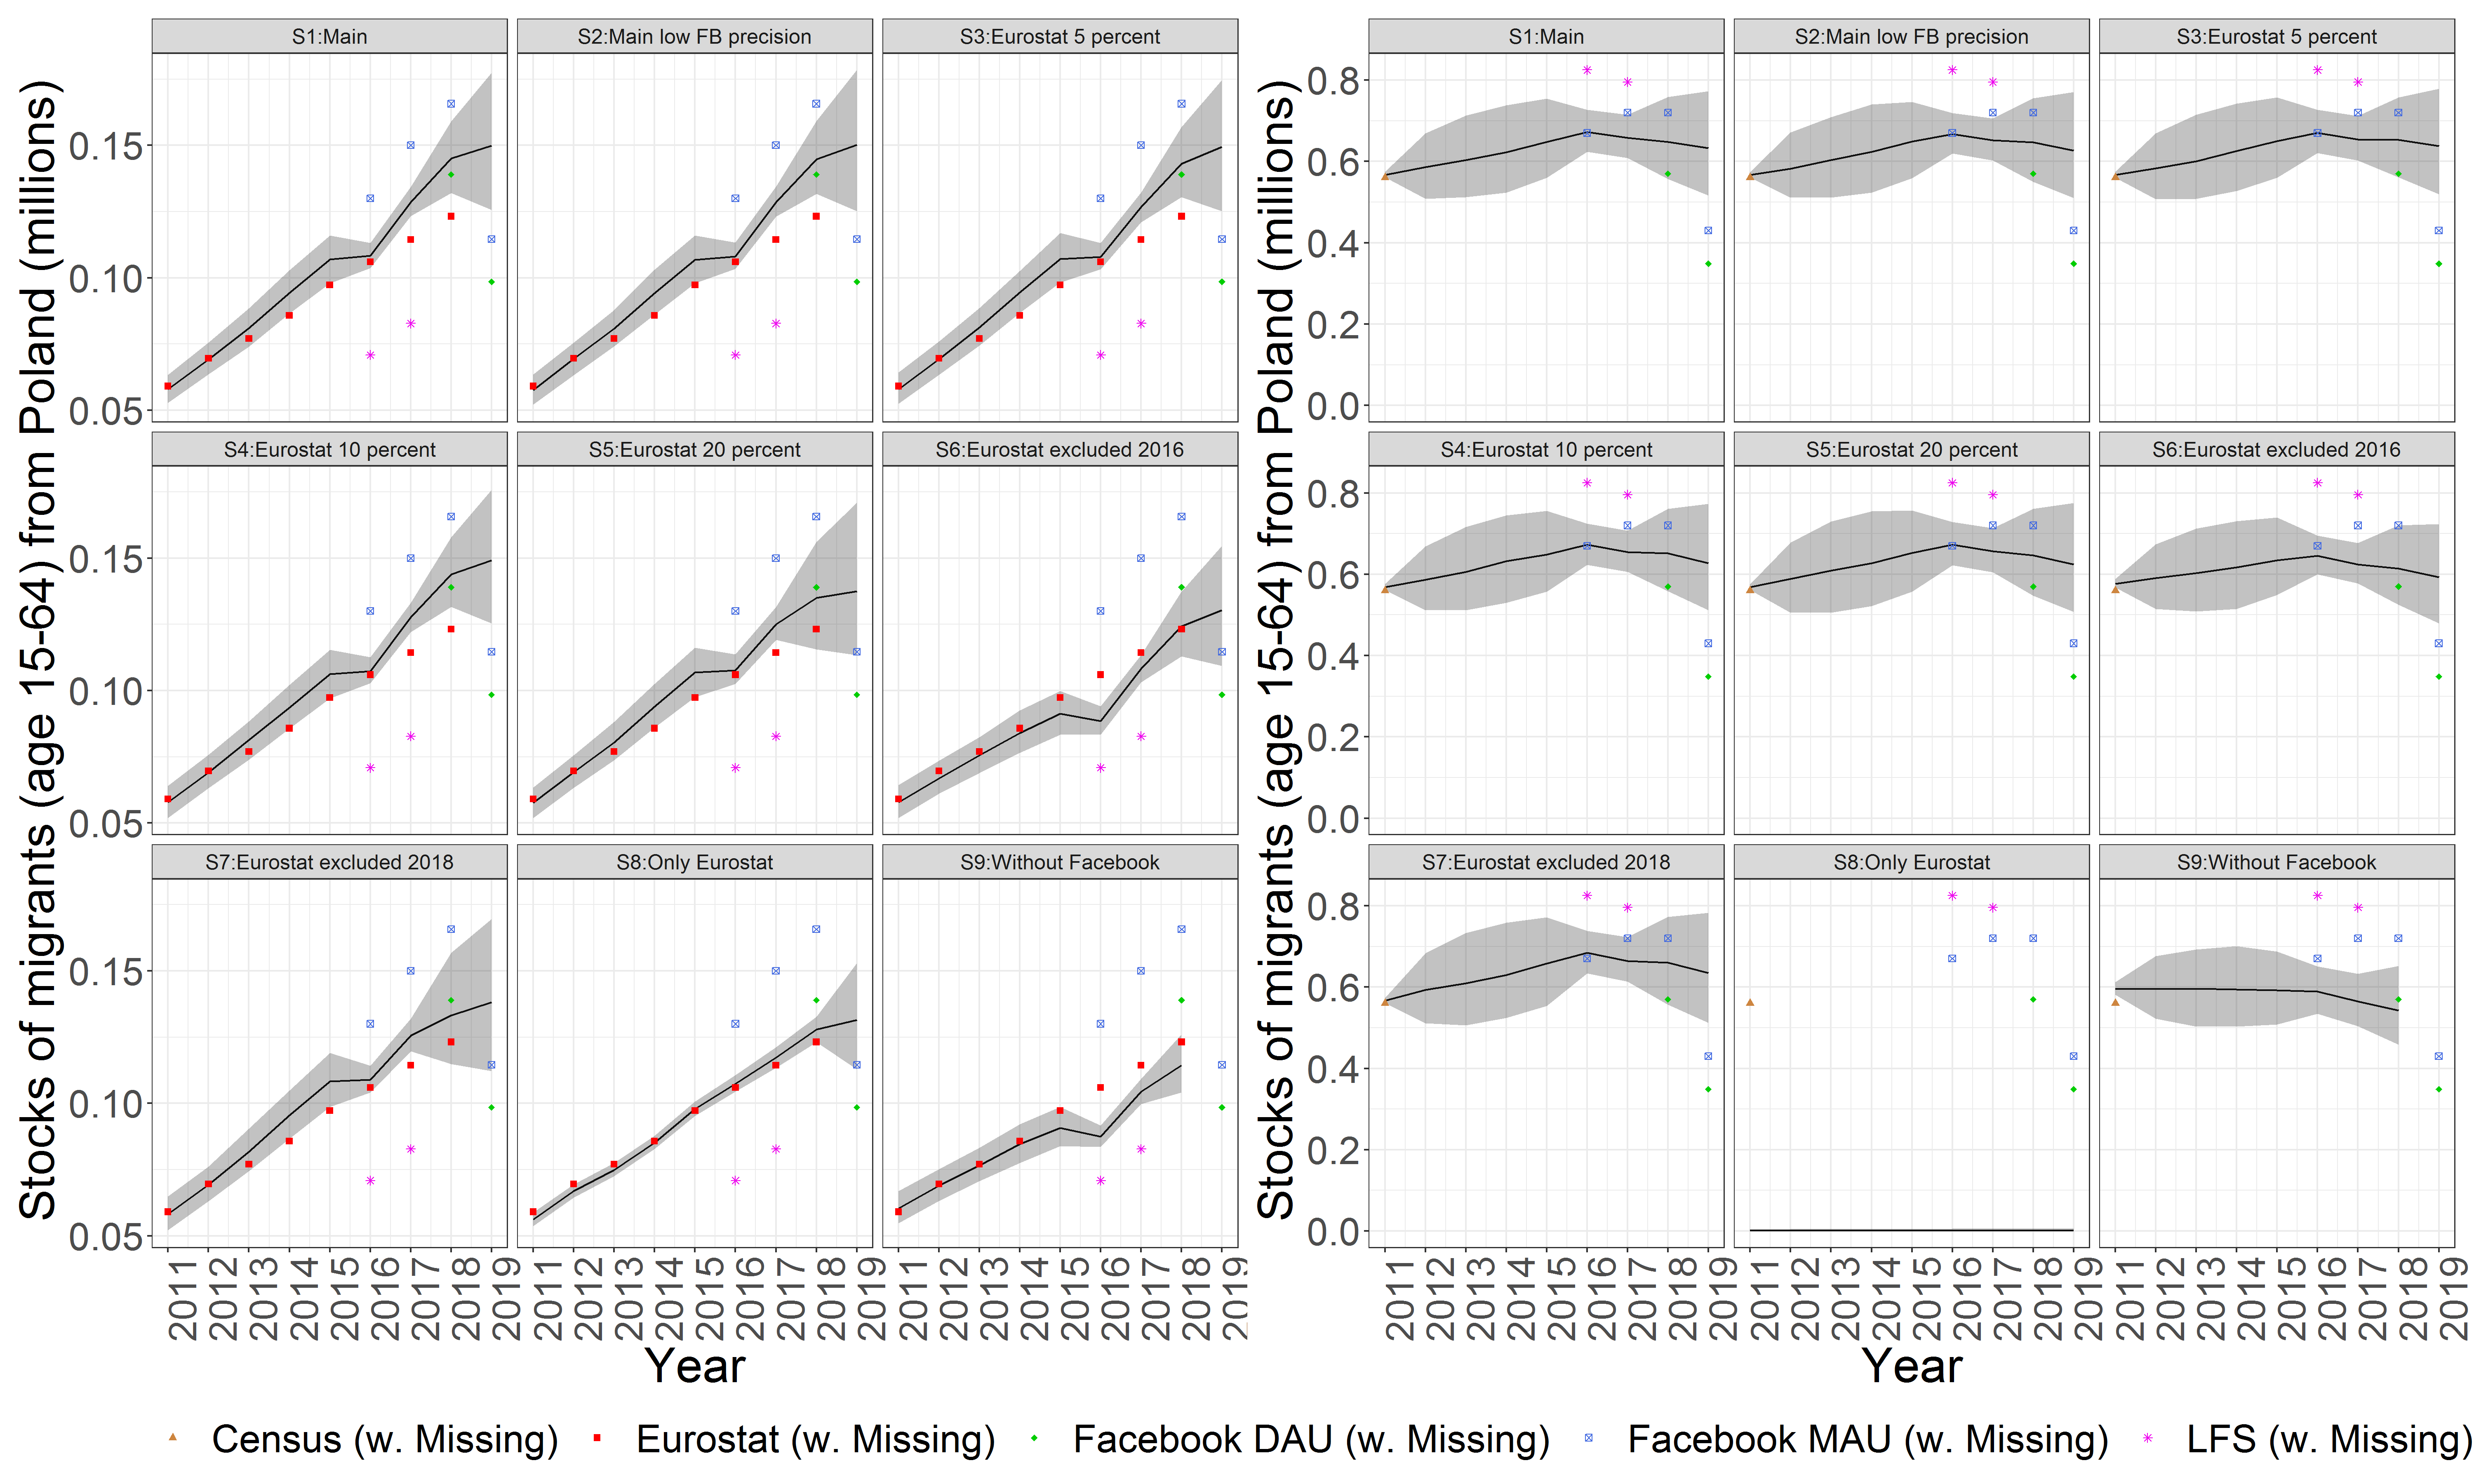 Stocks of migrants (age 15-64) from Poland (millions)
S1:Main
S2:Main low FB precision
S3:Eurostat 5 percent
0.15
0.10
0.05
S4:Eurostat 10 percent
S5:Eurostat 20 percent
S6:Eurostat excluded 2016
0.15
0.10
0.05
S7:Eurostat excluded 2018
S8:Only Eurostat
S9:Without Facebook
0.15
0.10
0.05
2011 2012 2013 2014 2015 2016 2017 2018 2019
2011 2012 2013 2014 2015 2016 2017 2018 2019
2011 2012 2013 2014 2015 2016 2017 2018 2019
Year
Stocks of migrants (age 15-64) from Poland (millions)
S1:Main
S2:Main low FB precision
S3:Eurostat 5 percent
0.8
0.6
0.4
0.2
0.0
S4:Eurostat 10 percent
S5:Eurostat 20 percent
S6:Eurostat excluded 2016
0.8
0.6
0.4
0.2
0.0
S7:Eurostat excluded 2018
S8:Only Eurostat
S9:Without Facebook
0.8
0.6
0.4
0.2
0.0
2011 2012 2013 2014 2015 2016 2017 2018 2019
2011 2012 2013 2014 2015 2016 2017 2018 2019
2011 2012 2013 2014 2015 2016 2017 2018 2019
Year
Census (w. Missing) Eurostat (w. Missing) Facebook DAU (w. Missing) Facebook MAU (w. Missing) LFS (w. Missing)